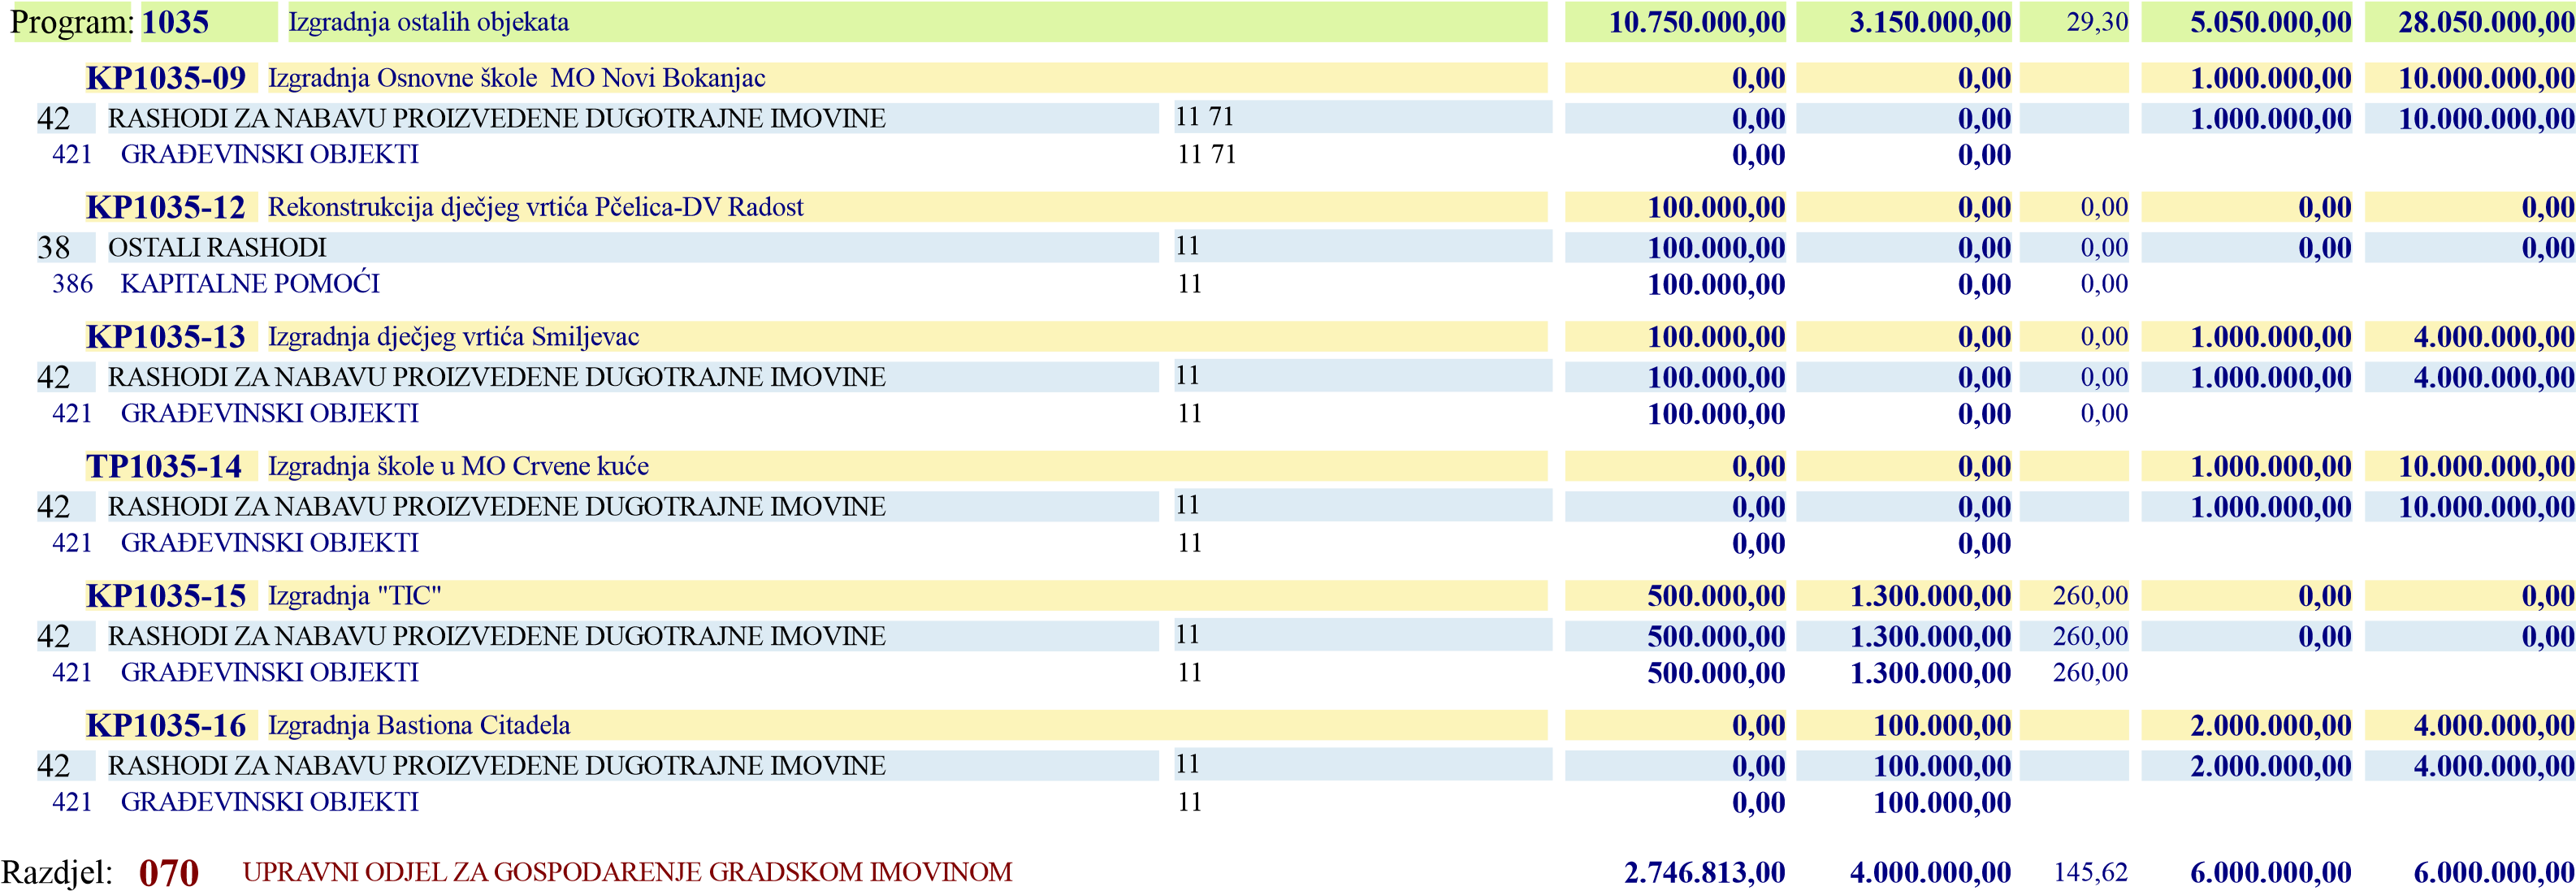 Program: 1035 Izgradnja ostalih objekata 10.750.000,00 3.150.000,00 29,30 5.050.000,00 28.050.000,00
KP1035-09 Izgradnja Osnovne škole MO Novi Bokanjac 0,00 0,00 1.000.000,00 10.000.000,00
42 RASHODI ZA NABAVU PROIZVEDENE DUGOTRAJNE IMOVINE 11 71 0,00 0,00 1.000.000,00 10.000.000,00
421 GRAĐEVINSKI OBJEKTI 11 71 0,00 0,00
KP1035-12 Rekonstrukcija dječjeg vrtića Pčelica-DV Radost 100.000,00 0,00 0,00 0,00 0,00
38 OSTALI RASHODI 11 100.000,00 0,00 0,00 0,00 0,00
386 KAPITALNE POMOĆI 11 100.000,00 0,00 0,00
KP1035-13 Izgradnja dječjeg vrtića Smiljevac 100.000,00 0,00 0,00 1.000.000,00 4.000.000,00
42 RASHODI ZA NABAVU PROIZVEDENE DUGOTRAJNE IMOVINE 11 100.000,00 0,00 0,00 1.000.000,00 4.000.000,00
421 GRAĐEVINSKI OBJEKTI 11 100.000,00 0,00 0,00
TP1035-14 Izgradnja škole u MO Crvene kuće 0,00 0,00 1.000.000,00 10.000.000,00
42 RASHODI ZA NABAVU PROIZVEDENE DUGOTRAJNE IMOVINE 11 0,00 0,00 1.000.000,00 10.000.000,00
421 GRAĐEVINSKI OBJEKTI 11 0,00 0,00
KP1035-15 Izgradnja "TIC" 500.000,00 1.300.000,00 260,00 0,00 0,00
42 RASHODI ZA NABAVU PROIZVEDENE DUGOTRAJNE IMOVINE 11 500.000,00 1.300.000,00 260,00 0,00 0,00
421 GRAĐEVINSKI OBJEKTI 11 500.000,00 1.300.000,00 260,00
KP1035-16 Izgradnja Bastiona Citadela 0,00 100.000,00 2.000.000,00 4.000.000,00
42 RASHODI ZA NABAVU PROIZVEDENE DUGOTRAJNE IMOVINE 11 0,00 100.000,00 2.000.000,00 4.000.000,00
421 GRAĐEVINSKI OBJEKTI 11 0,00 100.000,00
Razdjel: 070 UPRAVNI ODJEL ZA GOSPODARENJE GRADSKOM IMOVINOM 2.746.813,00 4.000.000,00 145,62 6.000.000,00 6.000.000,00